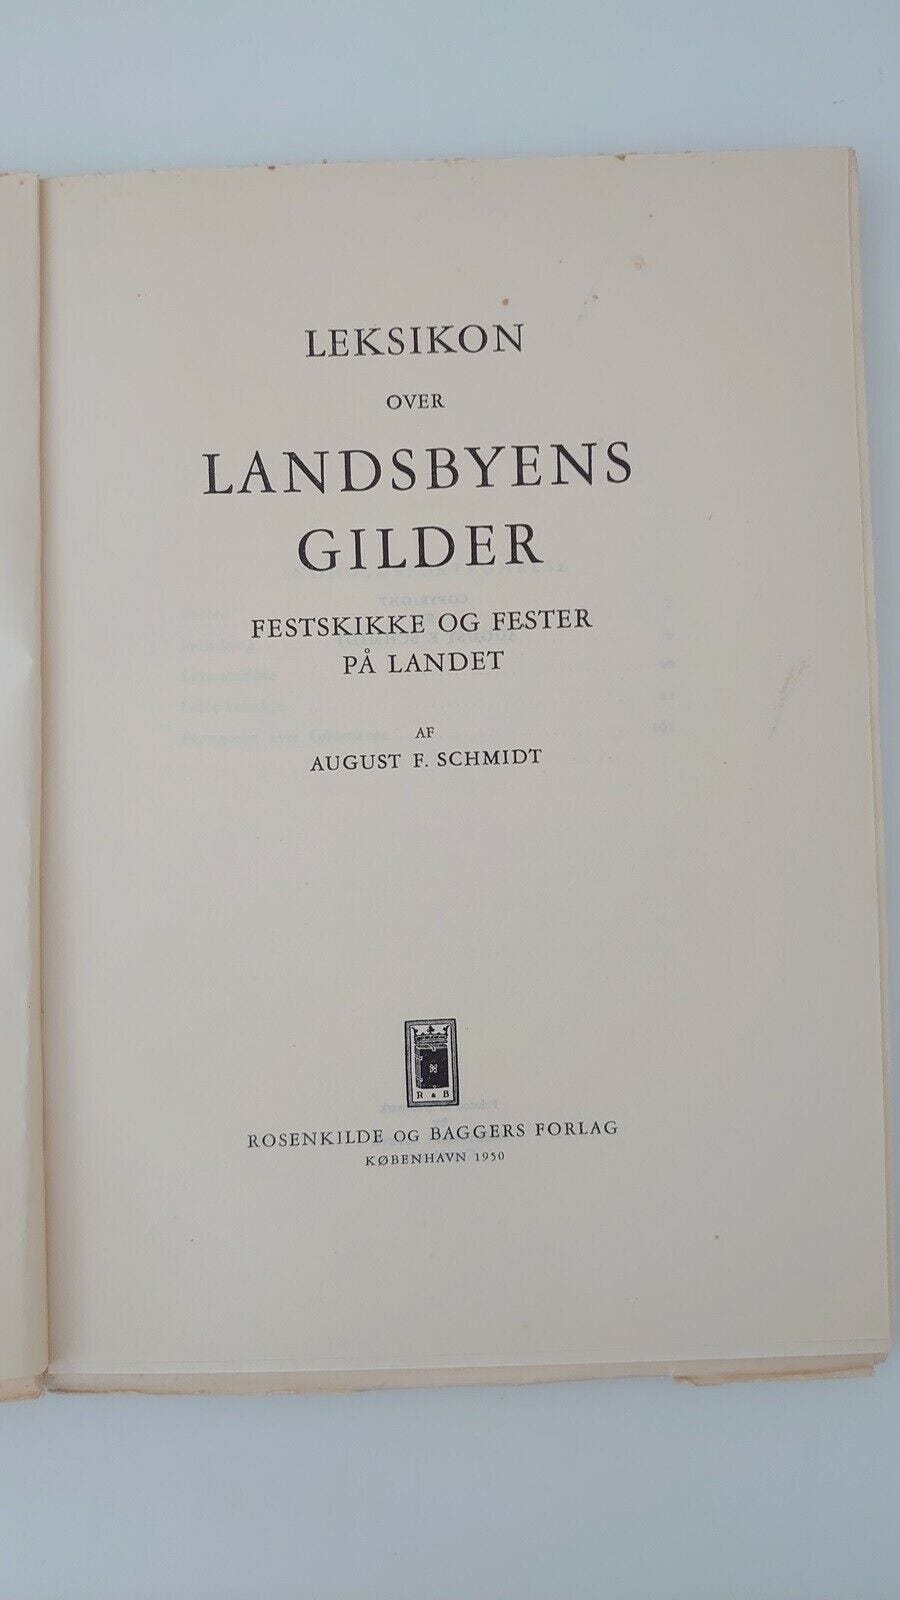 LEKSIKON
OVER
LANDSBYENS
GILDER
FESTSKIKKE OG FESTER
PÅ LANDET
AF
AUGUST F. SCHMIDT
R & B
ROSENKILDE OG BAGGERS FORLAG
KØBENHAVN 1950